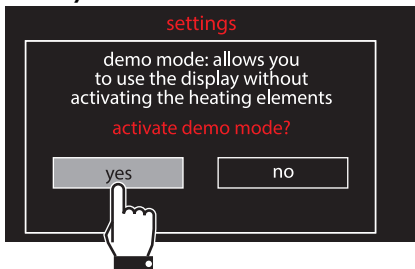 settings
demo mode: allows you
to use the display without
activating the heating elements
activate demo mode?
yes
no